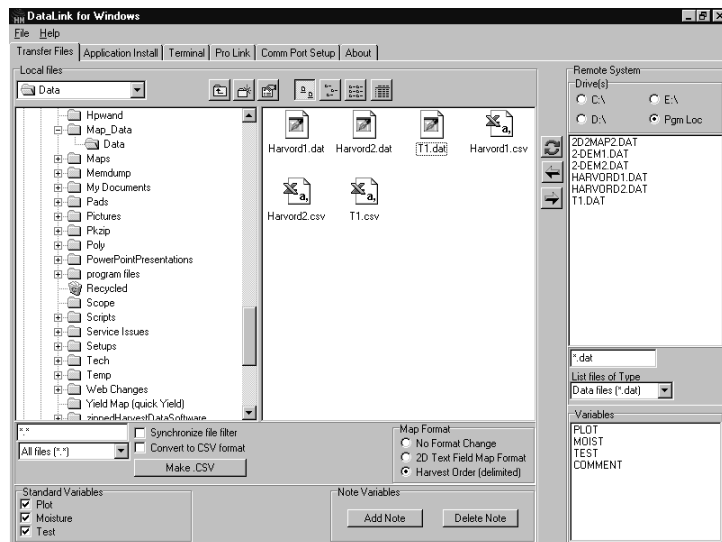 HM DataLink for Windows
File Help
Transfer Files Application Install Terminal Pro Link Comm Port Setup About
Local files
Data
Hpwand
Map_Data
Data
Maps
Memdump
My Documents
Pads
Pictures
Pkzip
Poly
PowerPointPresentations
program files
Recycled
Scope
Scripts
Service Issues
Setups
Tech
Temp
Web Changes
Yield Map (quick Yield)
zippedHarvestDataSoftware
Harvord1.dat Harvord2.dat T1.dat Harvord1.csv
Harvord2.csv T1.csv
*.*
All files (*.*)
Synchronize file filter
Convert to CSV format
Make .CSV
Map Format
No Format Change
2D Text Field Map Format
Harvest Order (delimited)
Standard Variables
Plot
Moisture
Test
Note Variables
Add Note Delete Note
Remote System
Drive(s)
C:\ E:\
D:\ Pgm Loc
2D2MAP2.DAT
2-DEM1.DAT
2-DEM2.DAT
HARVORD1.DAT
HARVORD2.DAT
T1.DAT
*.dat
List files of Type
Data files (*.dat)
Variables
PLOT
MOIST
TEST
COMMENT